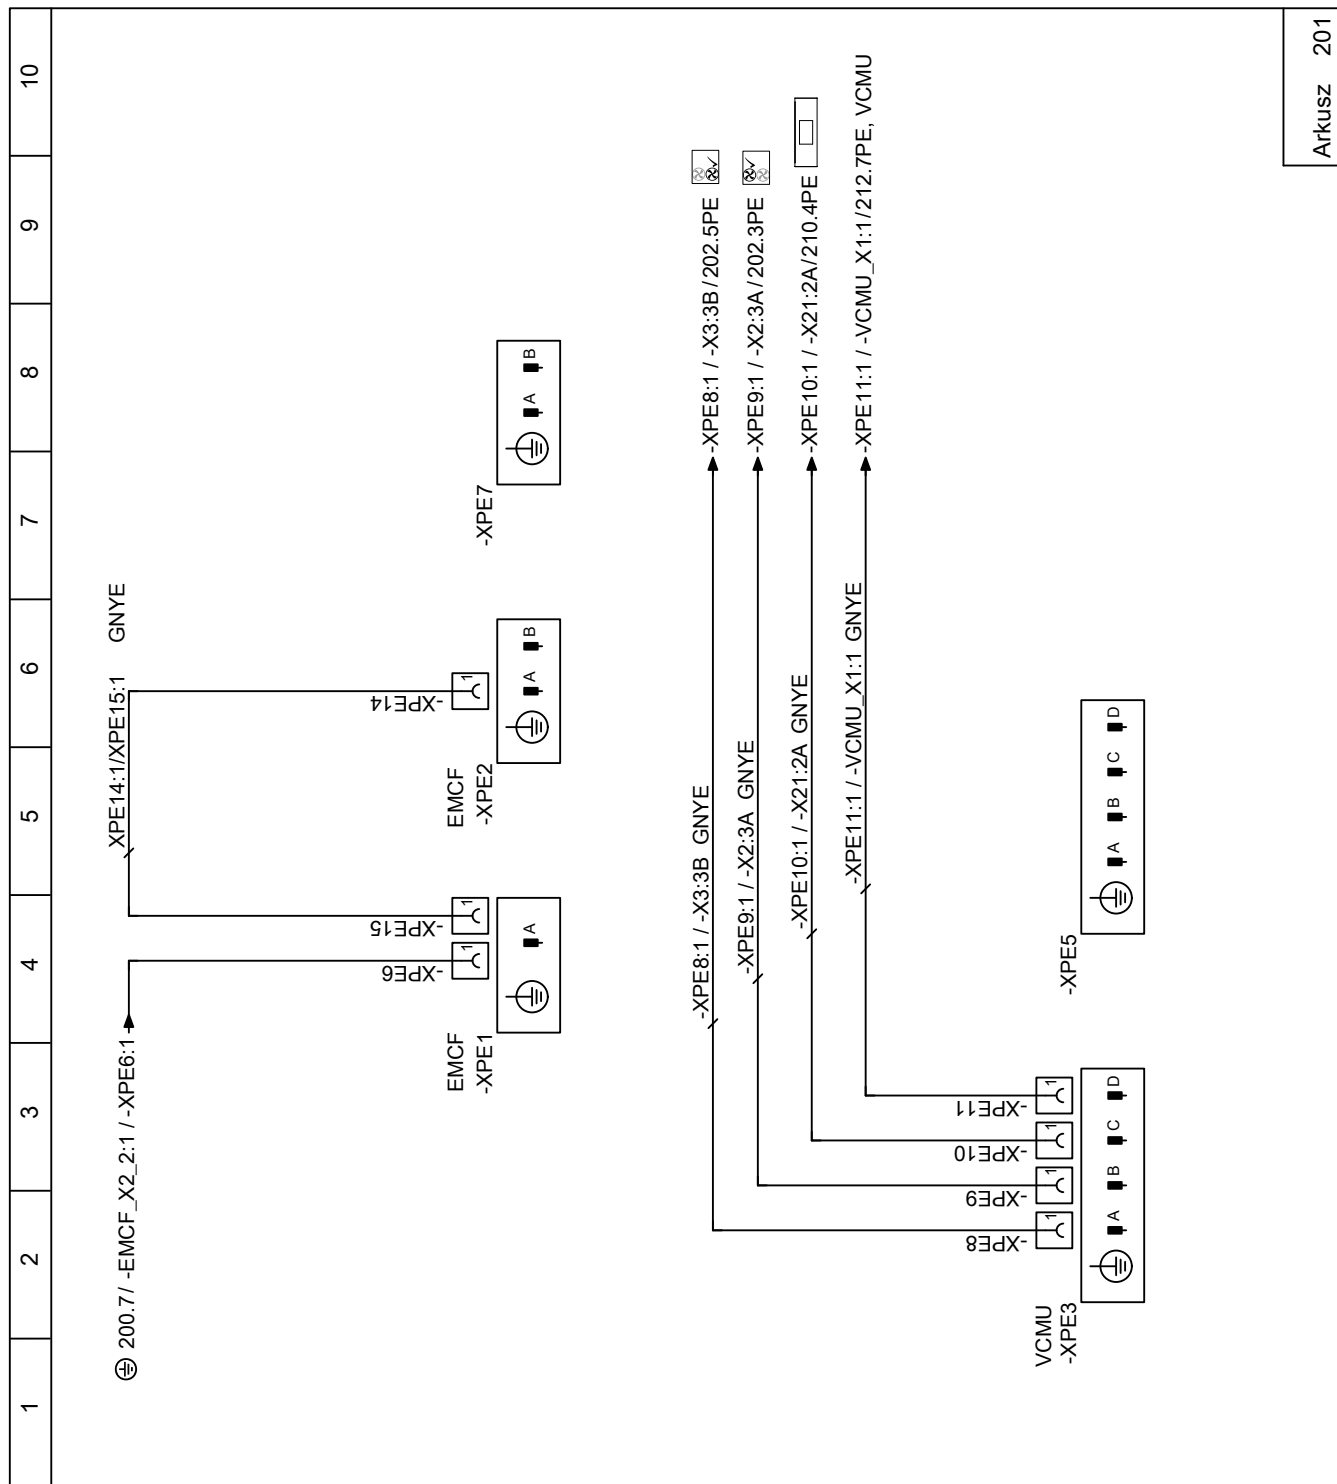 1 2 3 4 5 6 7 8 9 10
200.7/ -EMCF_X2_2:1 / -XPE6:1
XPE14:1/XPE15:1 GNYE
-XPE6 1
-XPE15 1
-XPE14 1
EMCF
-XPE1
A
EMCF
-XPE2
A B
-XPE7
A B
-XPE8:1 / -X3:3B GNYE
-XPE8:1 / -X3:3B/202.5PE
-XPE9:1 / -X2:3A GNYE
-XPE9:1 / -X2:3A/202.3PE
-XPE10:1 / -X21:2A GNYE
-XPE10:1 / -X21:2A/210.4PE
-XPE11:1 / -VCMU_X1:1 GNYE
-XPE11:1 / -VCMU_X1:1/212.7PE, VCMU
-XPE8 1
-XPE9 1
-XPE10 1
-XPE11 1
VCMU
-XPE3
A B C D
-XPE5
A B C D
Arkusz 201